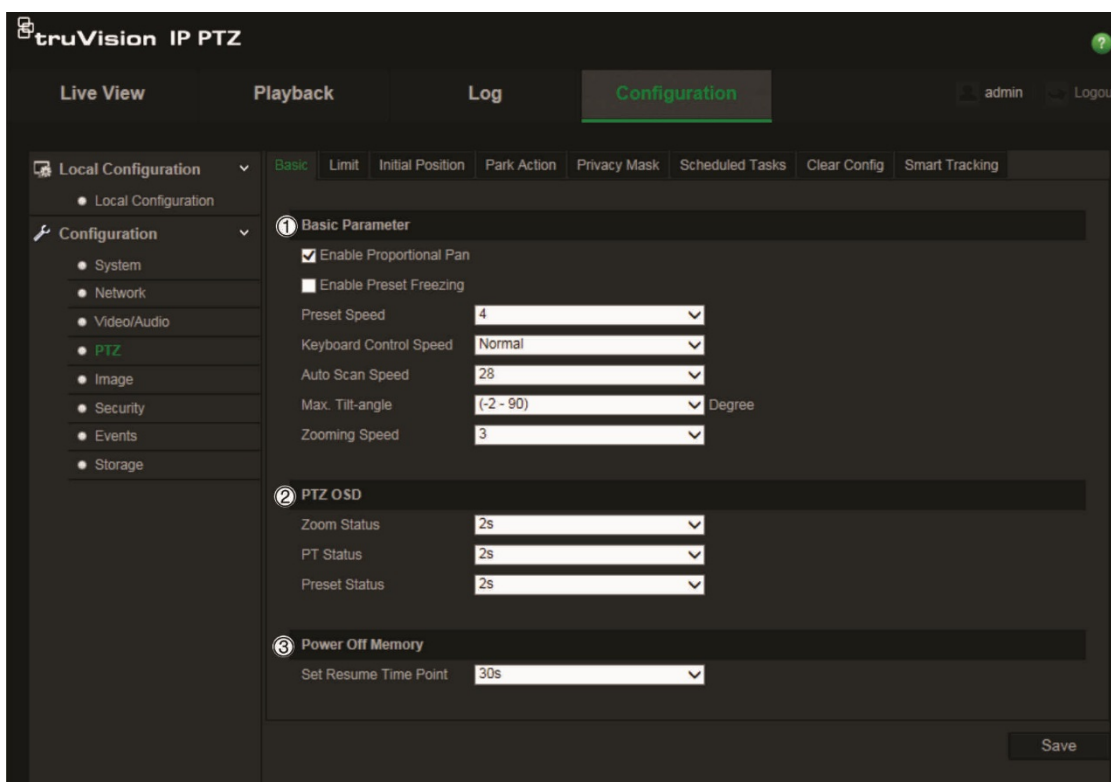 truVision IP PTZ
?
Live View Playback Log Configuration admin Logou
Local Configuration
Local Configuration
Configuration
System
Network
Video/Audio
PTZ
Image
Security
Events
Storage
Basic Limit Initial Position Park Action Privacy Mask Scheduled Tasks Clear Config Smart Tracking
① Basic Parameter
Enable Proportional Pan
Enable Preset Freezing
Preset Speed 4
Keyboard Control Speed Normal
Auto Scan Speed 28
Max. Tilt-angle (-2 - 90) Degree
Zooming Speed 3
② PTZ OSD
Zoom Status 2s
PT Status 2s
Preset Status 2s
③ Power Off Memory
Set Resume Time Point 30s
Save